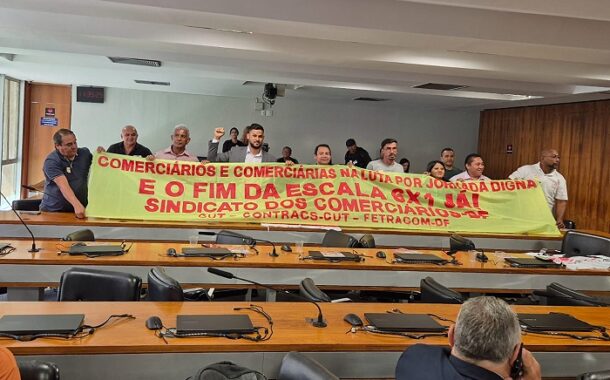 COMERCIÁRIOS E COMERCIÁRIAS NA LUTA POR JORNADA DIGNA
E O FIM DA ESCALA 6X1 JÁ!
SINDICATO DOS COMERCIÁRIOS-DF
CUT - CONTRACS-CUT - FETRACOM-DF